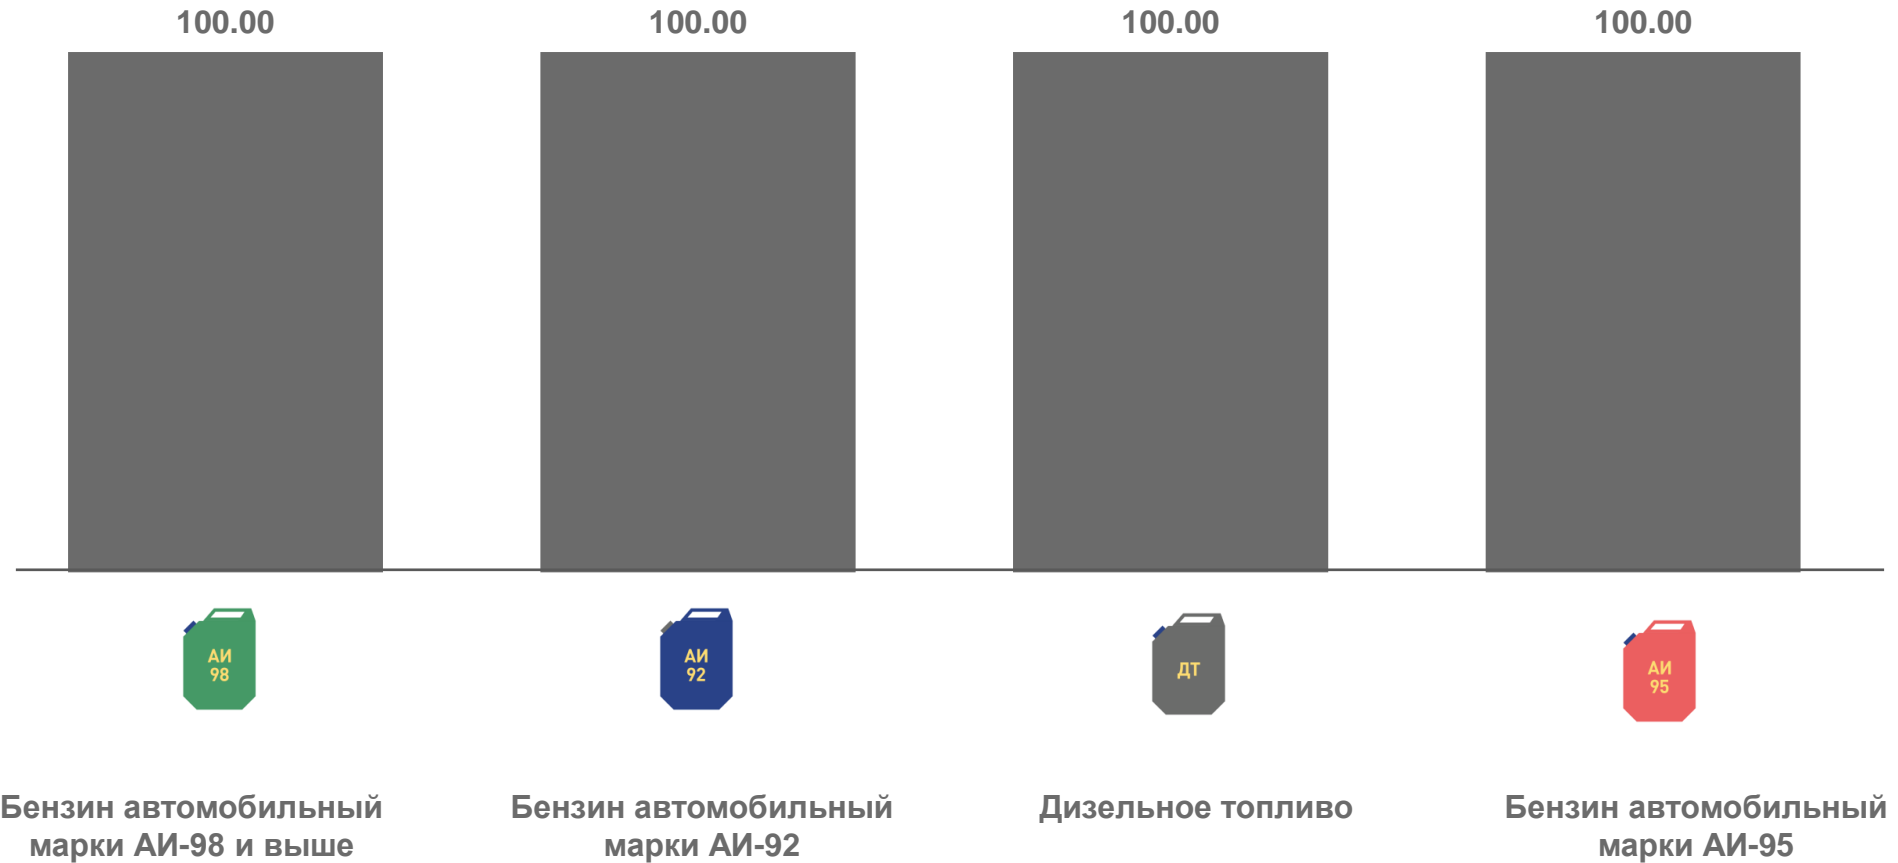 100.00
100.00
100.00
100.00
АИ
98
АИ
92
ДТ
АИ
95
Бензин автомобильный
марки АИ-98 и выше
Бензин автомобильный
марки АИ-92
Дизельное топливо
Бензин автомобильный
марки АИ-95